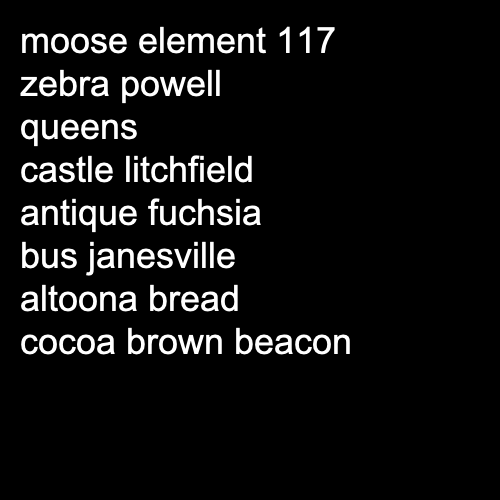 moose element 117
zebra powell
queens
castle litchfield
antique fuchsia
bus janesville
altoona bread
cocoa brown beacon